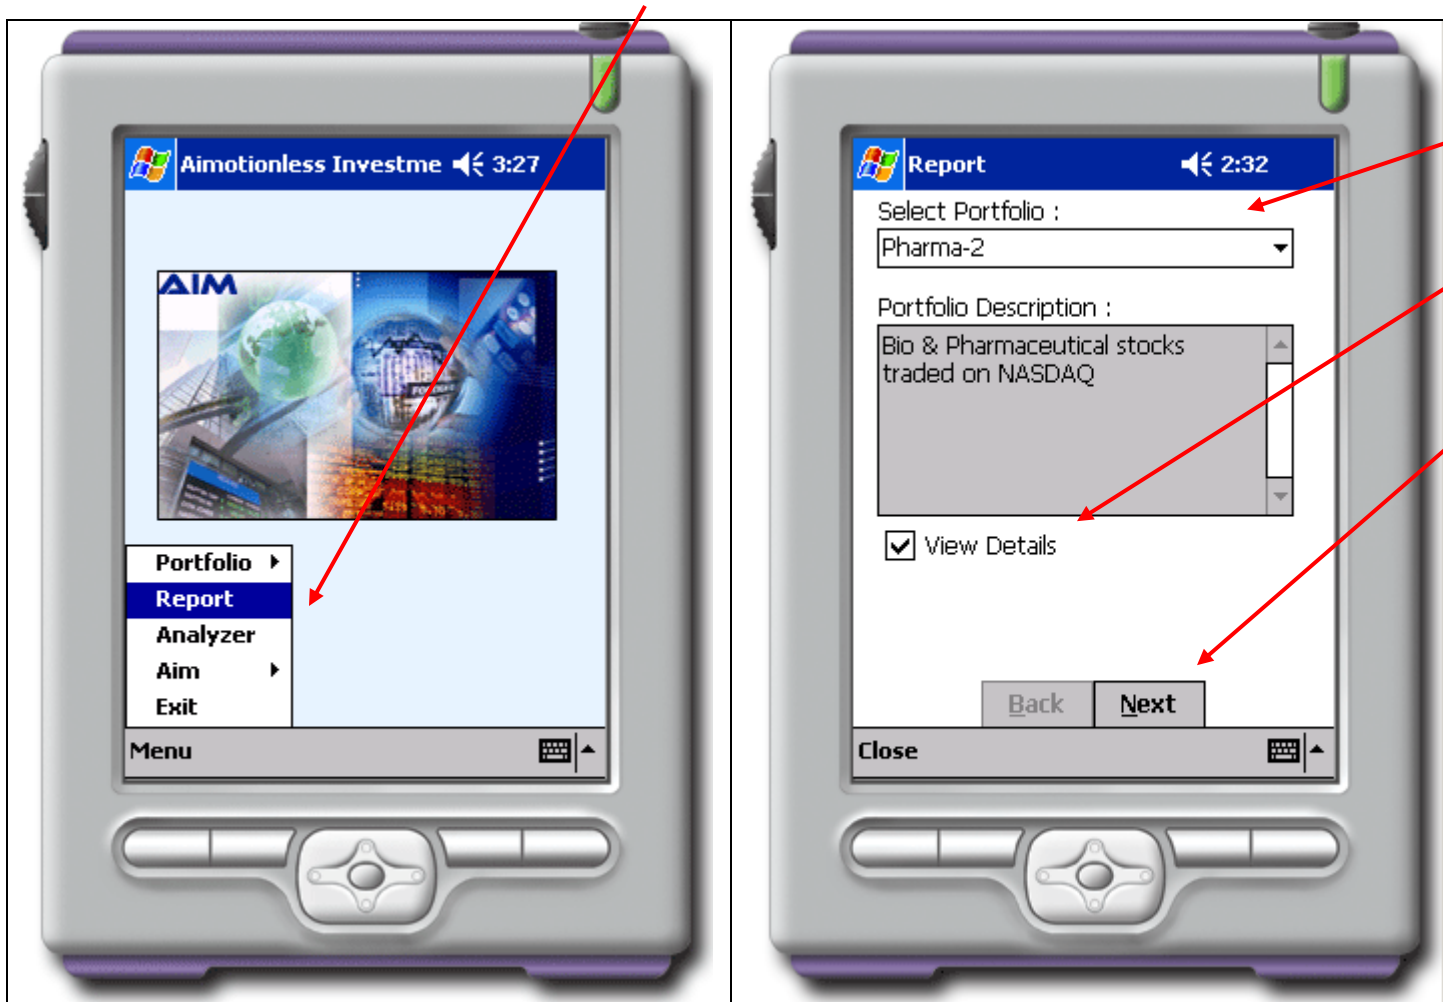 Aimotionless Investme 3:27
AIM
Portfolio
Report
Analyzer
Aim
Exit
Menu
Report 2:32
Select Portfolio :
Pharma-2
Portfolio Description :
Bio & Pharmaceutical stocks
traded on NASDAQ
View Details
Back Next
Close